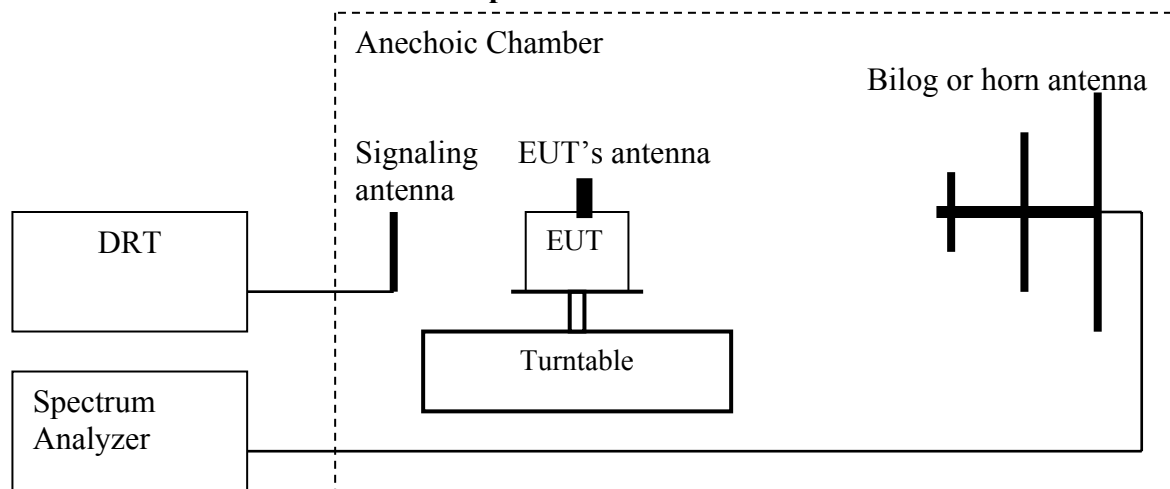 Anechoic Chamber
Bilog or horn antenna
Signaling
antenna
EUT’s antenna
DRT
EUT
Turntable
Spectrum
Analyzer